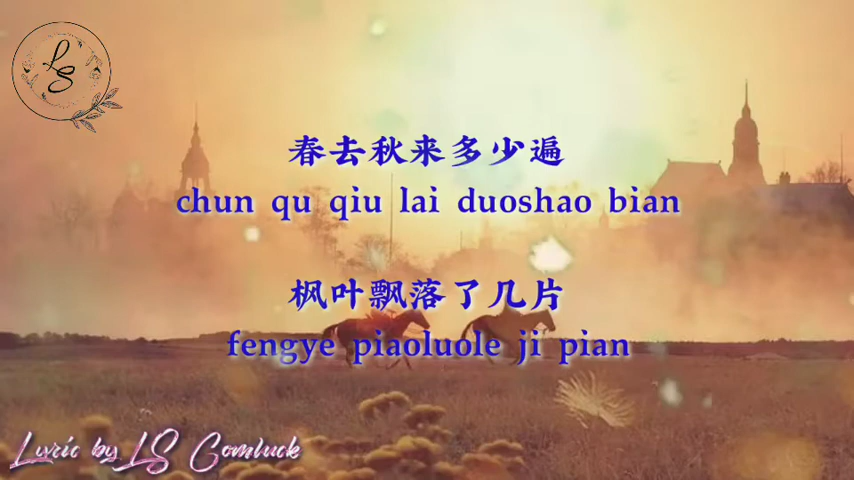 LS
春去秋来多少遍
chun qu qiu lai duoshao bian
枫叶飘落了几片
fengye piaoluole ji pian
Lyric by LS Comluck